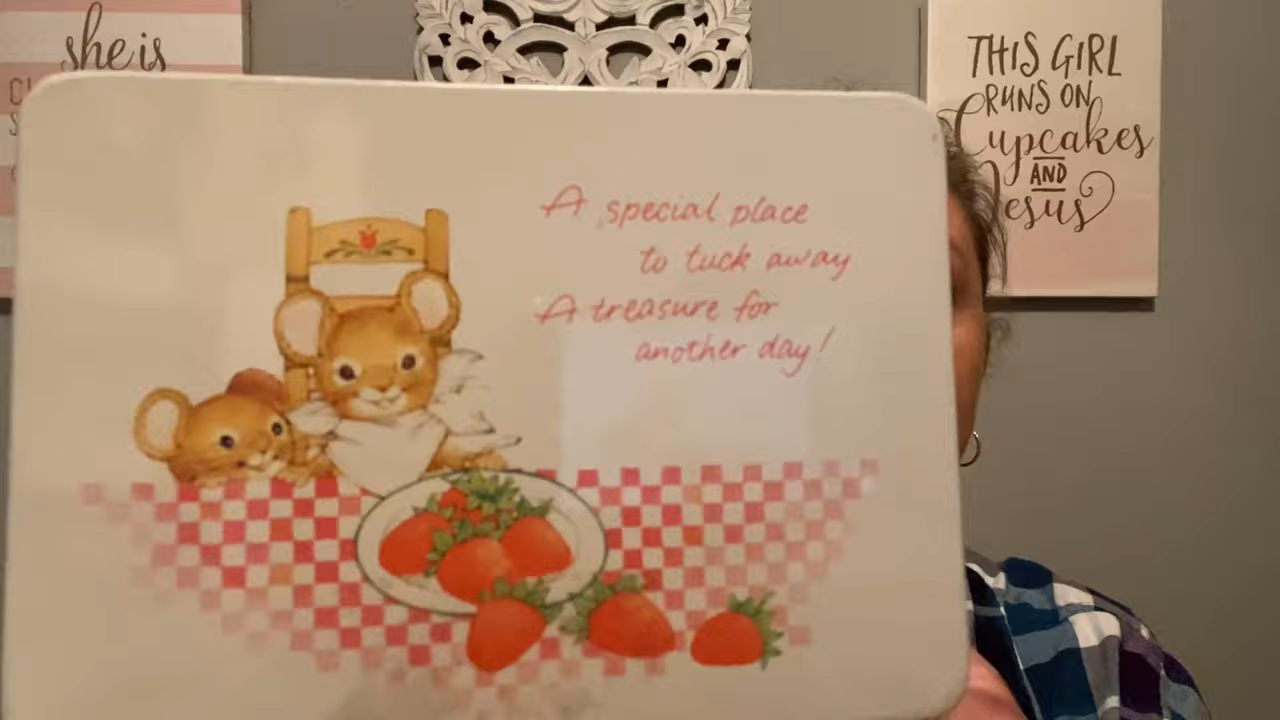 she is
A special place
to tuck away
A treasure for
another day!
THIS GIRL
RUNS ON
Cupcakes
AND
Jesus